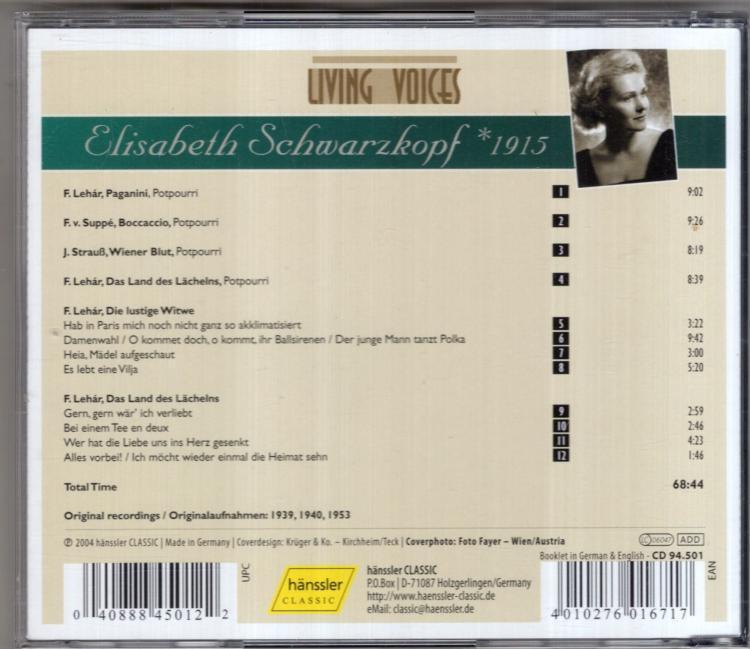 LIVING VOICES
Elisabeth Schwarzkopf *1915
F. Lehár, Paganini, Potpourri 1 9:02
F. v. Suppé, Boccaccio, Potpourri 2 9:26
J. Strauß, Wiener Blut, Potpourri 3 8:19
F. Lehár, Das Land des Lächelns, Potpourri 4 8:39
F. Lehár, Die lustige Witwe
Hab in Paris mich noch nicht ganz so akklimatisiert 5 3:22
Damenwahl / O kommet doch, o kommt, ihr Ballsirenen / Der junge Mann tanzt Polka 6 9:42
Heia, Mädel aufgeschaut 7 3:00
Es lebt eine Vilja 8 5:20
F. Lehár, Das Land des Lächelns
Gern, gern wär' ich verliebt 9 2:59
Bei einem Tee en deux 10 2:46
Wer hat die Liebe uns ins Herz gesenkt 11 4:23
Alles vorbei! / Ich möcht wieder einmal die Heimat sehn 12 1:46
Total Time 68:44
Original recordings / Originalaufnahmen: 1939, 1940, 1953
℗ 2004 hänssler CLASSIC | Made in Germany | Coverdesign: Krüger & Ko. – Kirchheim/Teck | Coverphoto: Foto Fayer – Wien/Austria LC 06047 ADD
Booklet in German & English - CD 94.501
UPC
0 40888 45012 2
hänssler
CLASSIC
hänssler CLASSIC
P.O.Box | D-71087 Holzgerlingen/Germany
http://www.haenssler-classic.de
eMail: classic@haenssler.de
4 010276 016717
EAN